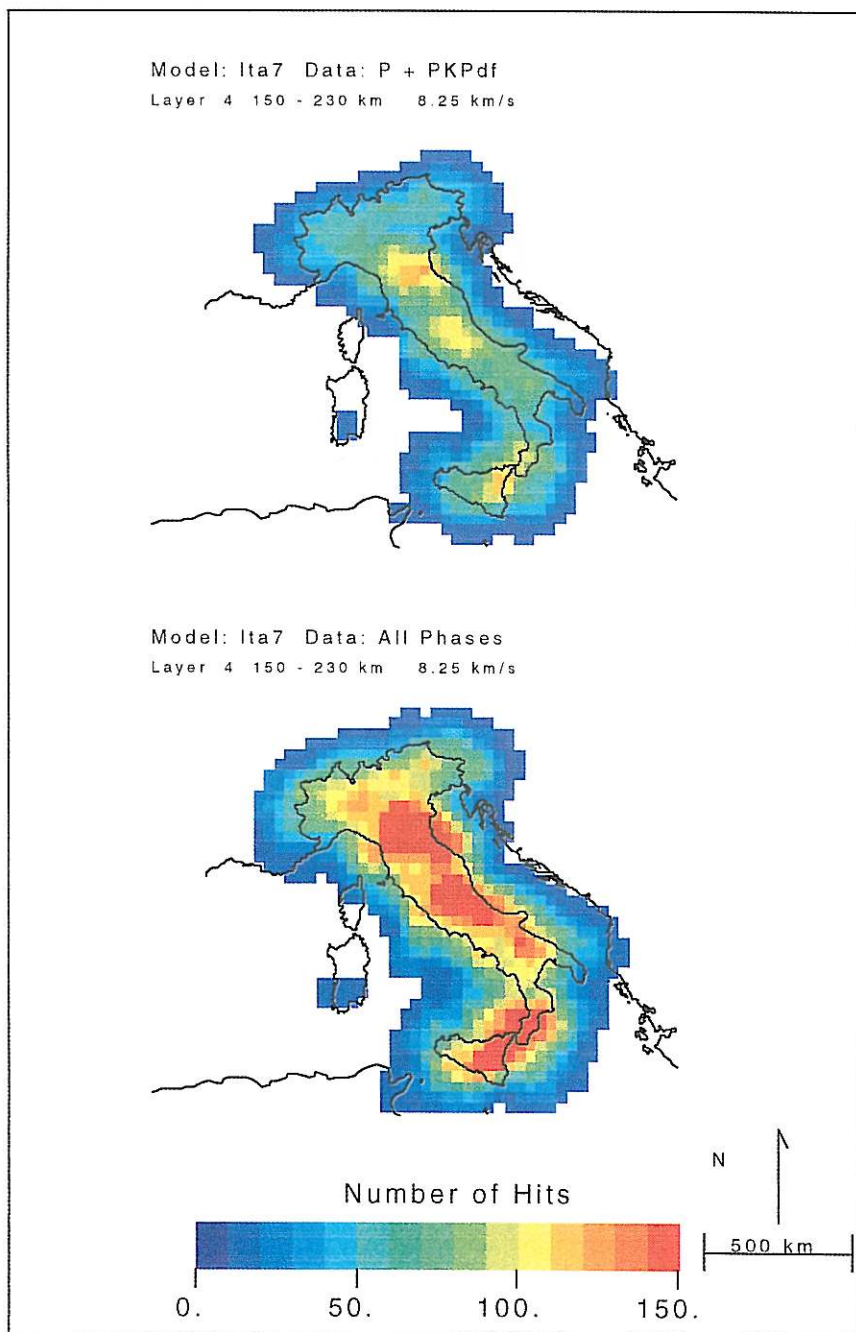 Model: Ita7 Data: P + PKPdf
Layer 4 150 - 230 km 8.25 km/s
Model: Ita7 Data: All Phases
Layer 4 150 - 230 km 8.25 km/s
N
Number of Hits
500 km
0. 50. 100. 150.